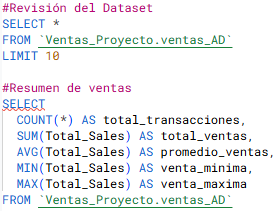 #Revisión del Dataset
SELECT *
FROM `Ventas_Proyecto.ventas_AD`
LIMIT 10

#Resumen de ventas
SELECT
  COUNT(*) AS total_transacciones,
  SUM(Total_Sales) AS total_ventas,
  AVG(Total_Sales) AS promedio_ventas,
  MIN(Total_Sales) AS venta_minima,
  MAX(Total_Sales) AS venta_maxima
FROM `Ventas_Proyecto.ventas_AD`